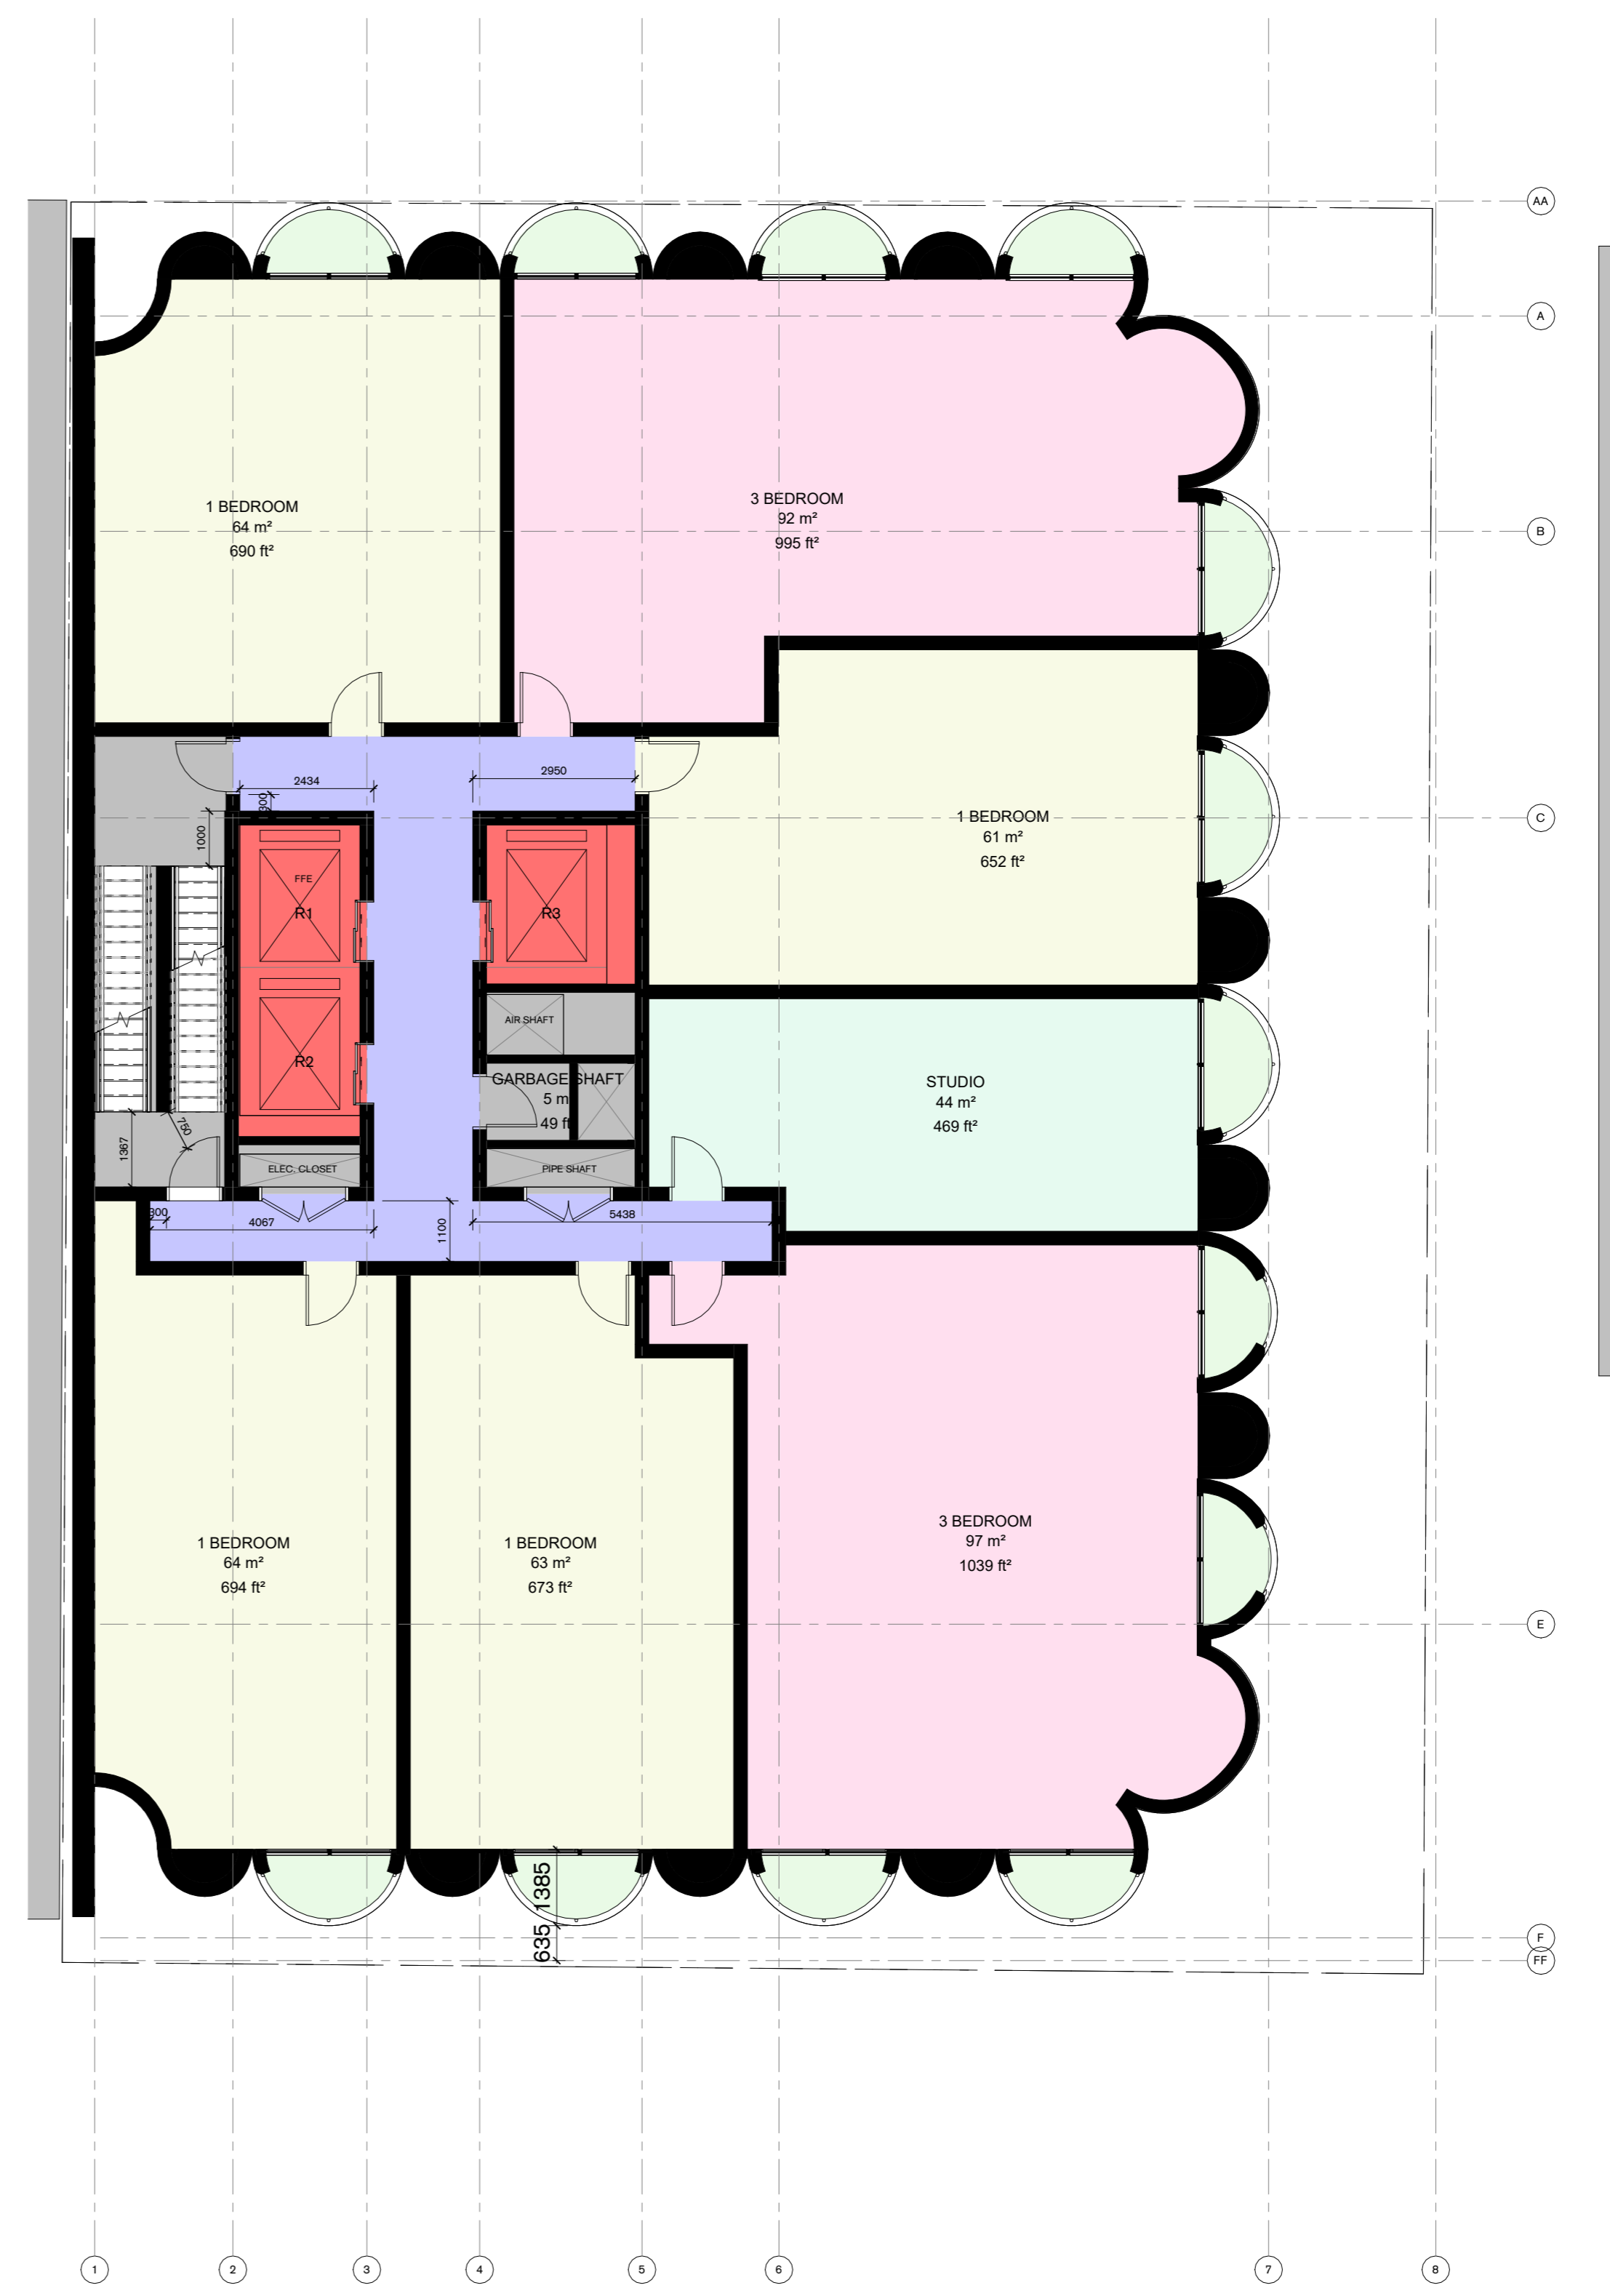 AA
A
1 BEDROOM
64 m²
690 ft²
3 BEDROOM
92 m²
995 ft²
B
2434
2950
300
1000
1 BEDROOM
61 m²
652 ft²
C
FFE
R1
R3
R2
AIR SHAFT
GARBAGE SHAFT
5 m
49 ft
STUDIO
44 m²
469 ft²
750
1367
ELEC. CLOSET
PIPE SHAFT
300
4067
1100
5438
1 BEDROOM
64 m²
694 ft²
1 BEDROOM
63 m²
673 ft²
3 BEDROOM
97 m²
1039 ft²
E
1385
635
F
FF
1
2
3
4
5
6
7
8